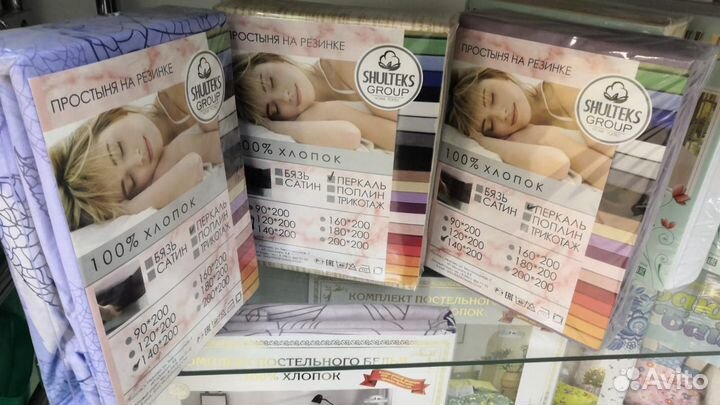 ПРОСТЫНЯ НА РЕЗИНКЕ
SHULTEKS
GROUP
100% ХЛОПОК
БЯЗЬ
САТИН
ПЕРКАЛЬ
ПОПЛИН
ТРИКОТАЖ
90*200
120*200
140*200
160*200
180*200
200*200
ПРОСТЫНЯ НА РЕЗИНКЕ
SHULTEKS
GROUP
100% ХЛОПОК
БЯЗЬ
САТИН
ПЕРКАЛЬ
ПОПЛИН
ТРИКОТАЖ
90*200
120*200
140*200
160*200
180*200
200*200
ПРОСТЫНЯ НА РЕЗИНКЕ
SHULTEKS
GROUP
100% ХЛОПОК
БЯЗЬ
САТИН
ПЕРКАЛЬ
ПОПЛИН
ТРИКОТАЖ
90*200
120*200
140*200
160*200
180*200
200*200
КОМПЛЕКТ ПОСТЕЛЬНОГО
ХЛОПОК
ПОСТЕЛЬНОГО БЕЛЬЯ
ХЛОПОК
Avito